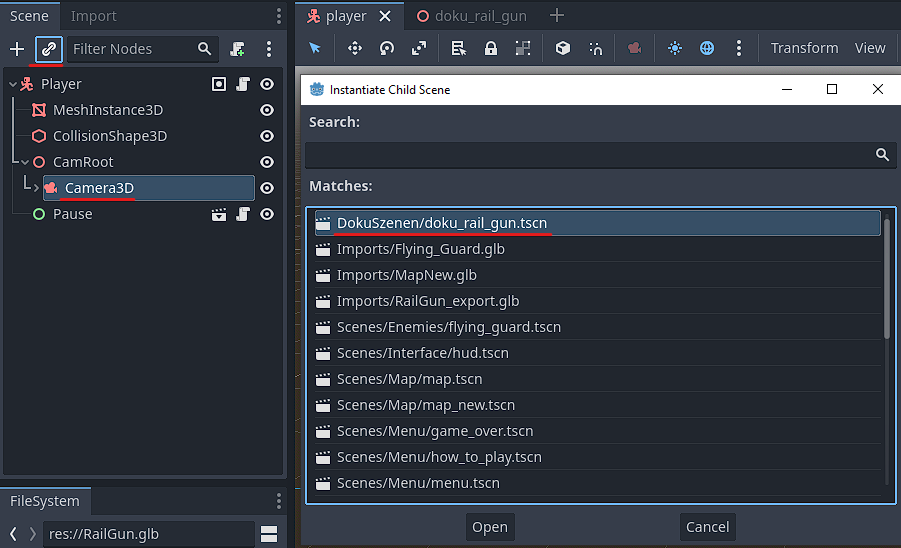 Scene Import
Filter Nodes
Player
MeshInstance3D
CollisionShape3D
CamRoot
Camera3D
Pause
FileSystem
res://RailGun.glb
player doku_rail_gun
Transform View
Instantiate Child Scene
Search:
Matches:
DokuSzenen/doku_rail_gun.tscn
Imports/Flying_Guard.glb
Imports/MapNew.glb
Imports/RailGun_export.glb
Scenes/Enemies/flying_guard.tscn
Scenes/Interface/hud.tscn
Scenes/Map/map.tscn
Scenes/Map/map_new.tscn
Scenes/Menu/game_over.tscn
Scenes/Menu/how_to_play.tscn
Scenes/Menu/menu.tscn
Open Cancel